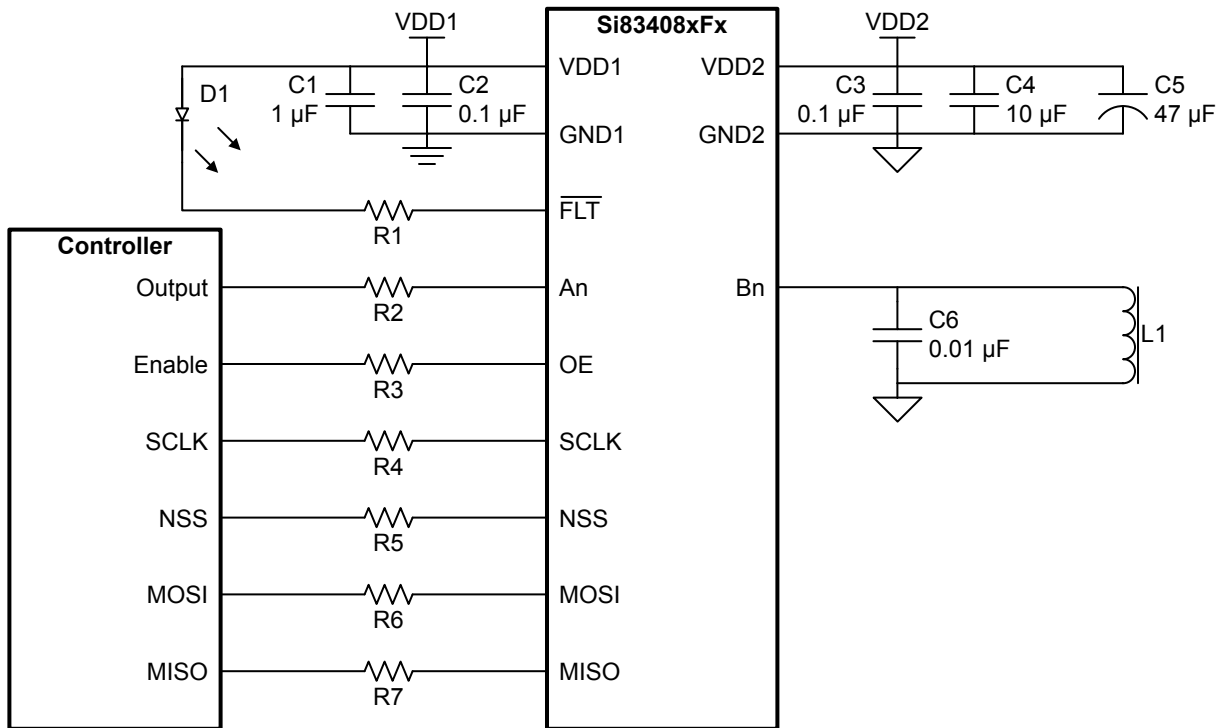 VDD1
Si83408xFx
VDD2
D1
C1
1 µF
C2
0.1 µF
VDD1
GND1
FLT
VDD2
GND2
C3
0.1 µF
C4
10 µF
C5
47 µF
R1
Controller
Output
R2
An
Bn
Enable
R3
OE
C6
0.01 µF
L1
SCLK
R4
SCLK
NSS
R5
NSS
MOSI
R6
MOSI
MISO
R7
MISO